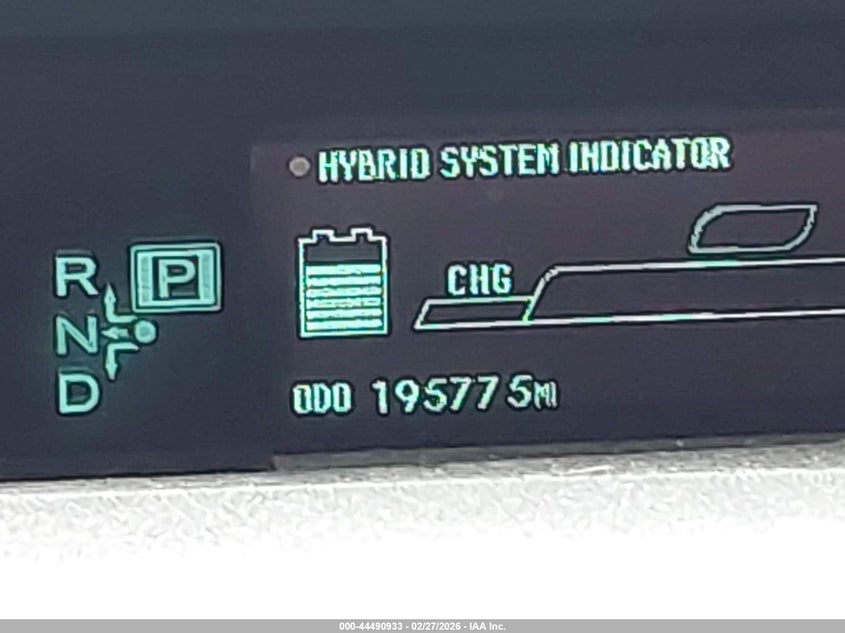 HYBRID SYSTEM INDICATOR
R P
N
D
CHG
ODO 195775MI
000-44490933 - 02/27/2026 - IAA Inc.